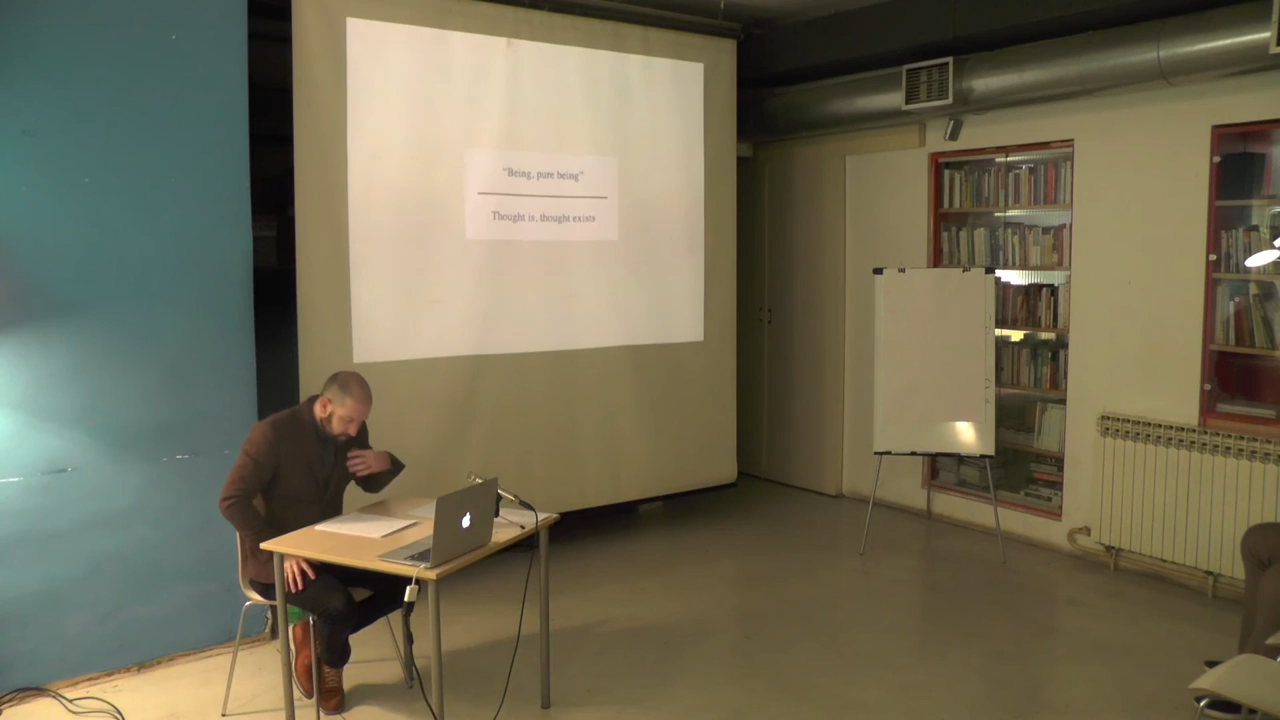 “Being, pure being”
Thought is, thought exists